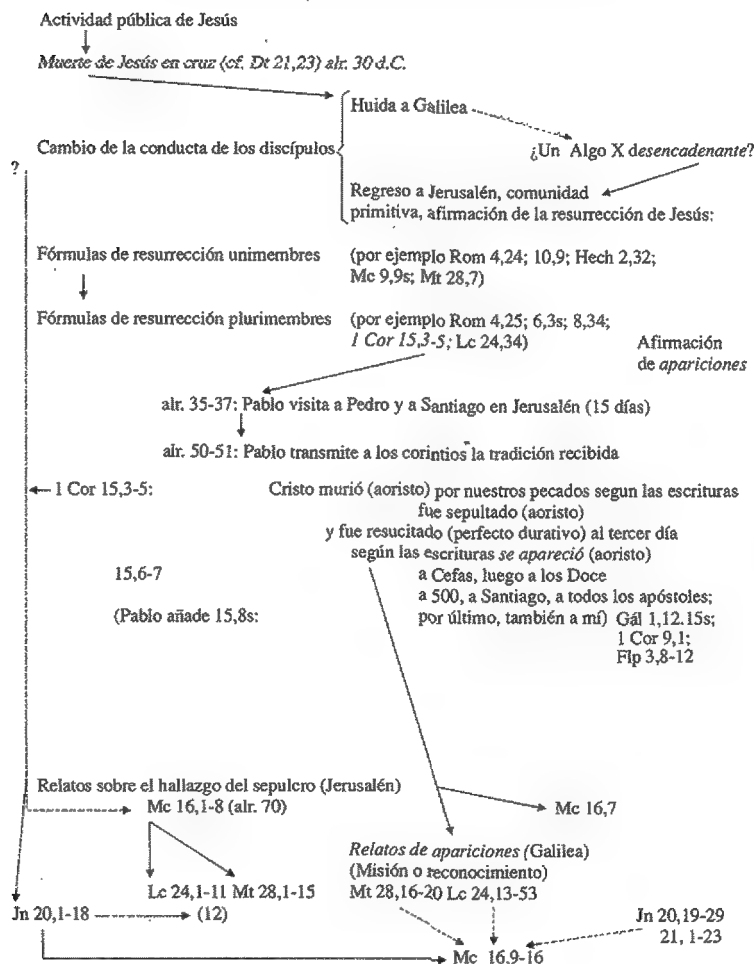 Actividad pública de Jesús
Muerte de Jesús en cruz (cf. Dt 21,23) alr. 30 d.C.
Huida a Galilea
Cambio de la conducta de los discípulos
¿Un Algo X desencadenante?
?
Regreso a Jerusalén, comunidad
primitiva, afirmación de la resurrección de Jesús:
Fórmulas de resurrección unimembres (por ejemplo Rom 4,24; 10,9; Hech 2,32;
Mc 9,9s; Mt 28,7)
Fórmulas de resurrección plurimembres (por ejemplo Rom 4,25; 6,3s; 8,34;
1 Cor 15,3-5; Lc 24,34)
Afirmación
de apariciones
alr. 35-37: Pablo visita a Pedro y a Santiago en Jerusalén (15 días)
alr. 50-51: Pablo transmite a los corintios la tradición recibida
1 Cor 15,3-5: Cristo murió (aoristo) por nuestros pecados segun las escrituras
fue sepultado (aoristo)
y fue resucitado (perfecto durativo) al tercer día
según las escrituras se apareció (aoristo)
15,6-7 a Cefas, luego a los Doce
a 500, a Santiago, a todos los apóstoles;
(Pablo añade 15,8s: por último, también a mí) Gál 1,12.15s;
1 Cor 9,1;
Flp 3,8-12
Relatos sobre el hallazgo del sepulcro (Jerusalén)
Mc 16,1-8 (alr. 70)
Mc 16,7
Relatos de apariciones (Galilea)
(Misión o reconocimiento)
Lc 24,1-11 Mt 28,1-15 Mt 28,16-20 Lc 24,13-53
Jn 20,1-18 (12) Jn 20,19-29
21, 1-23
Mc 16,9-16